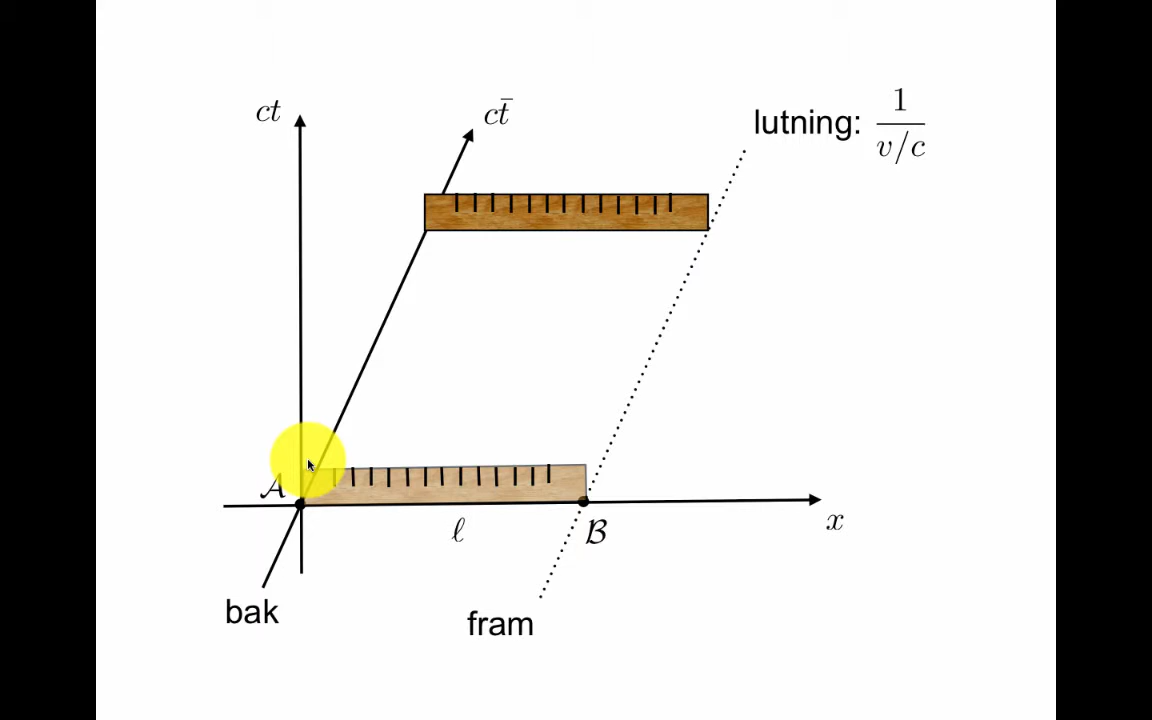 ct
ct̄
lutning: 1/(v/c)
A
ℓ
B
x
bak
fram